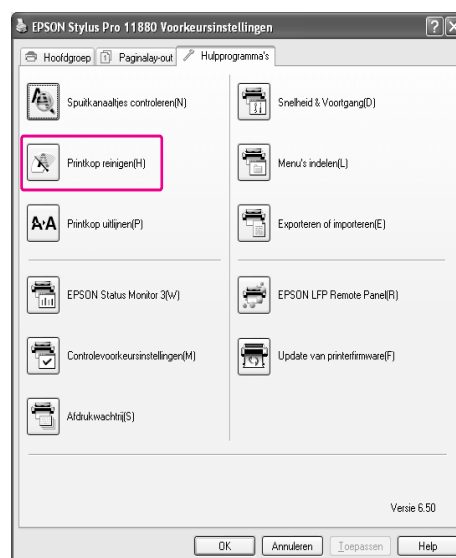 EPSON Stylus Pro 11880 Voorkeursinstellingen
Hoofdgroep Paginalay-out Hulpprogramma's
Spuitkanaaltjes controleren(N)
Snelheid & Voortgang(D)
Printkop reinigen(H)
Menu's indelen(L)
Printkop uitlijnen(P)
Exporteren of importeren(E)
EPSON Status Monitor 3(W)
EPSON LFP Remote Panel(R)
Controlevoorkeursinstellingen(M)
Update van printerfirmware(F)
Afdrukwachtrij(S)
Versie 6.50
OK Annuleren Toepassen Help